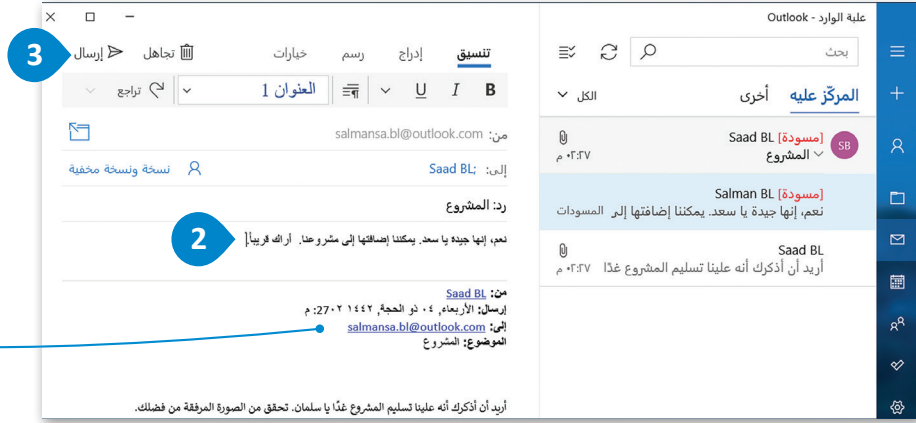 علبة الوارد - Outlook
بحث
المركّز عليه أخرى الكل
SB
[مسودة] Saad BL
المشروع
٠٢:٢٧ م
[مسودة] Salman BL
نعم، إنها جيدة يا سعد. يمكننا إضافتها إلى المسودات
Saad BL
أريد أن أذكرك أنه علينا تسليم المشروع غدًا ٠٢:٢٧ م
تنسيق إدراج رسم خيارات تجاهل إرسال
3
B I U العنوان 1 تراجع
من: salmansa.bl@outlook.com
إلى: Saad BL; نسخة ونسخة مخفية
رد: المشروع
نعم، إنها جيدة يا سعد. يمكننا إضافتها إلى مشروعنا. أراك قريباً.
2
من: Saad BL
إرسال: الأربعاء, ٠٤ ذو الحجة, ١٤٤٢ ٠٢:27 م
إلى: salmansa.bl@outlook.com
الموضوع: المشروع
أريد أن أذكرك أنه علينا تسليم المشروع غدًا يا سلمان. تحقق من الصورة المرفقة من فضلك.